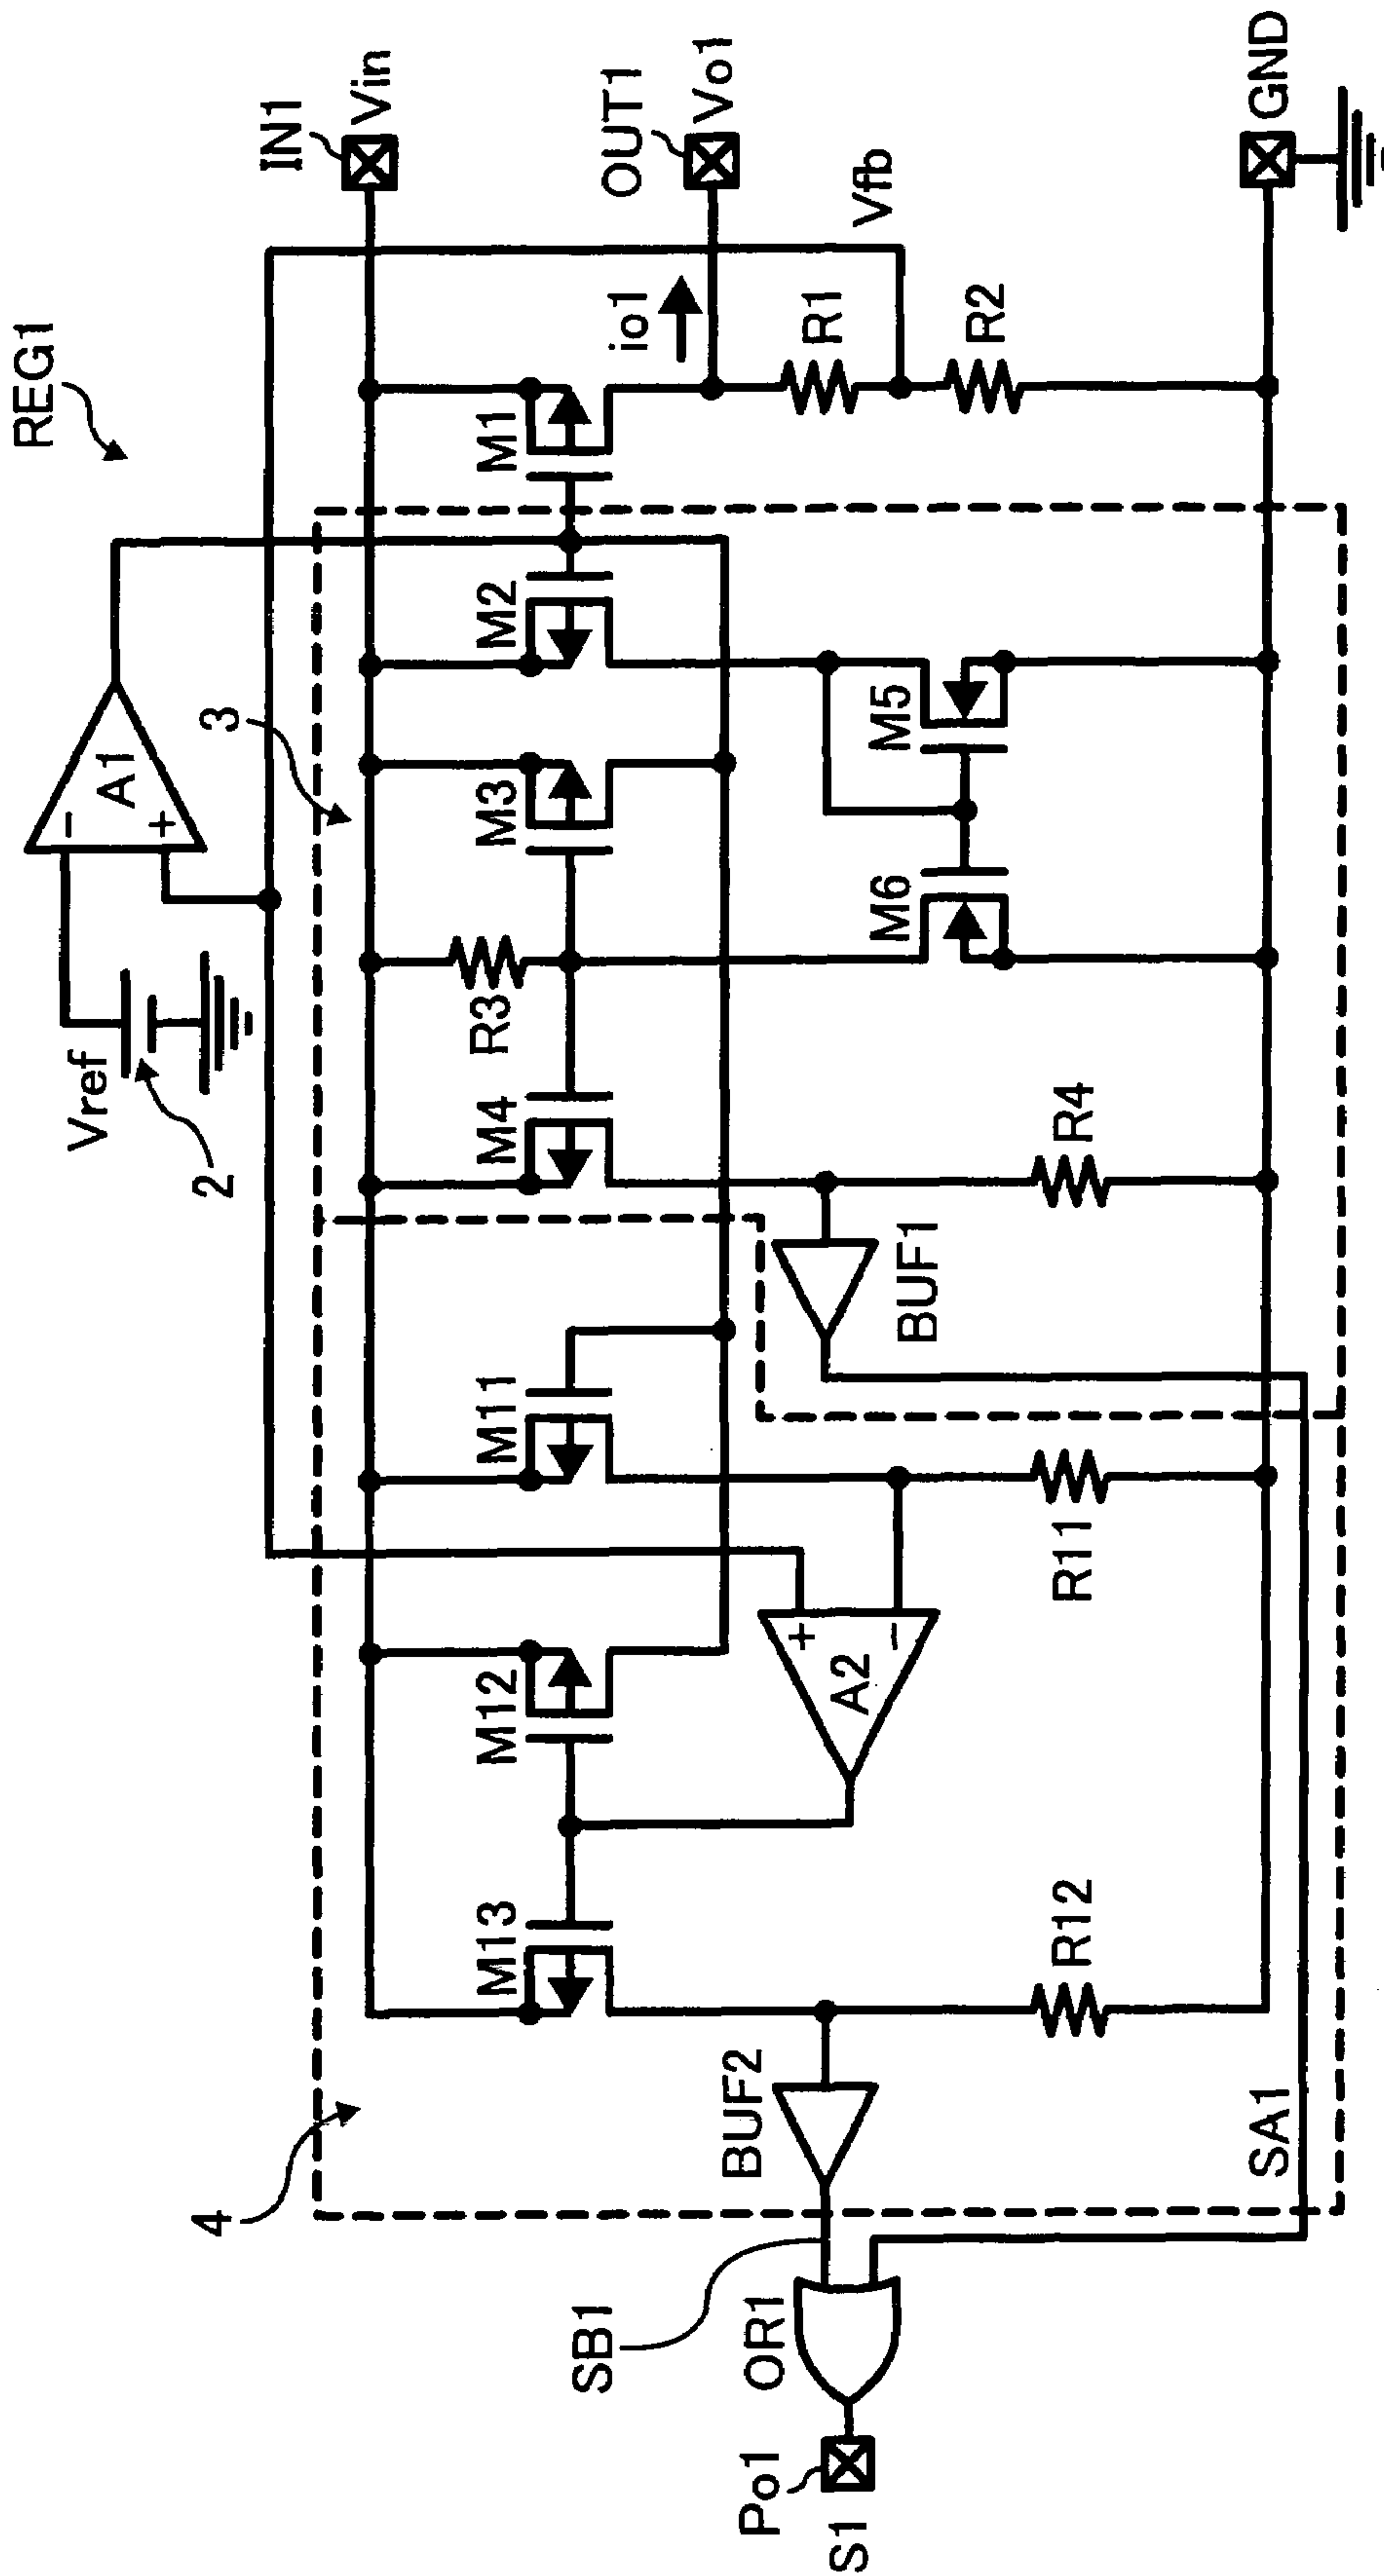 REG1
IN1
Vin
OUT1
Vo1
Vfb
GND
io1
R1
R2
M1
A1
−
+
Vref
2
3
M2
M3
R3
M4
M5
M6
R4
BUF1
M11
R11
A2
+
−
M12
M13
R12
BUF2
4
SA1
SB1
OR1
Po1
S1